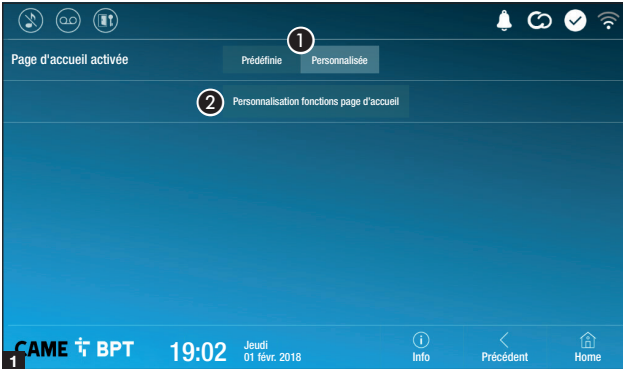 1
Page d'accueil activée
Prédéfinie
Personnalisée
2
Personnalisation fonctions page d'accueil
CAME BPT
19:02
Jeudi
01 févr. 2018
Info
Précédent
Home
1